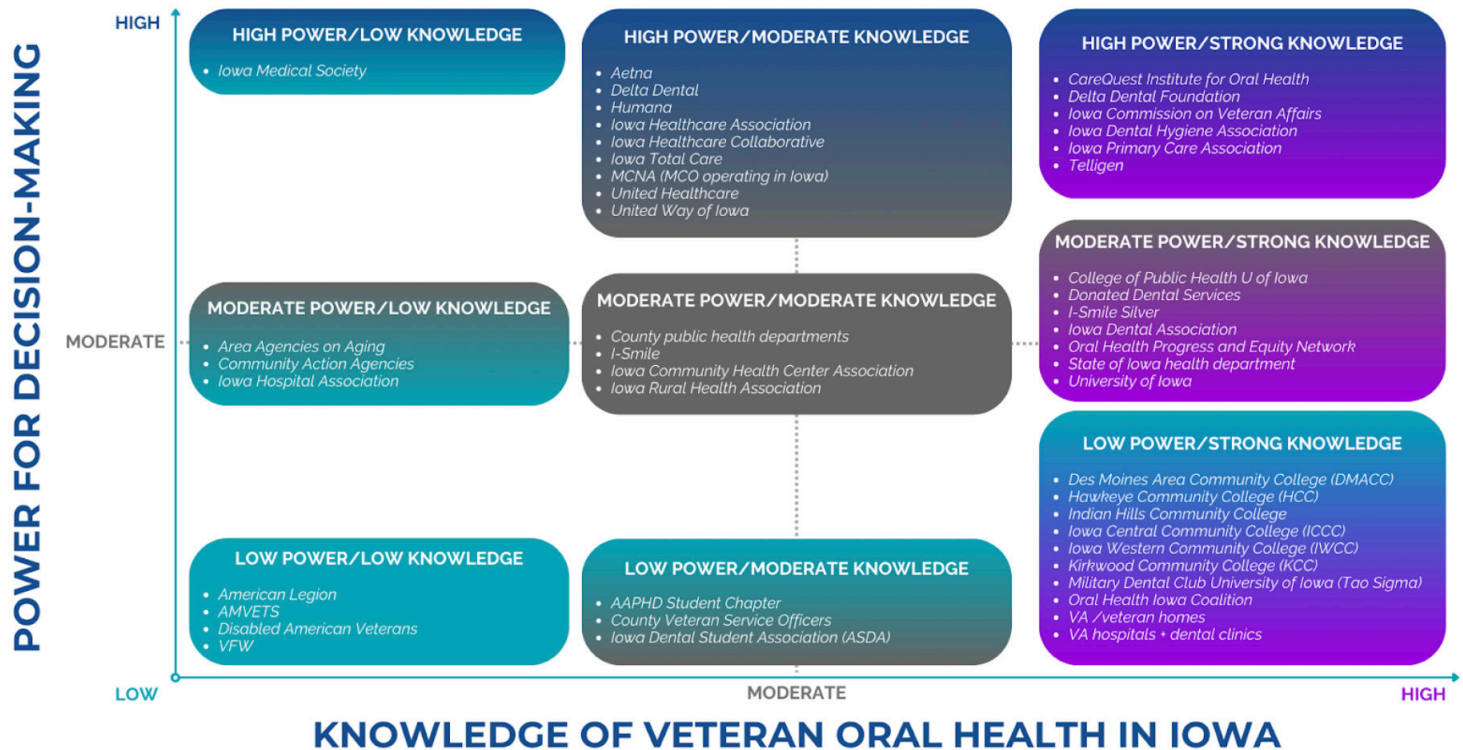 POWER FOR DECISION-MAKING
HIGH
HIGH POWER/LOW KNOWLEDGE
• Iowa Medical Society
HIGH POWER/MODERATE KNOWLEDGE
• Aetna
• Delta Dental
• Humana
• Iowa Healthcare Association
• Iowa Healthcare Collaborative
• Iowa Total Care
• MCNA (MCO operating in Iowa)
• United Healthcare
• United Way of Iowa
HIGH POWER/STRONG KNOWLEDGE
• CareQuest Institute for Oral Health
• Delta Dental Foundation
• Iowa Commission on Veteran Affairs
• Iowa Dental Hygiene Association
• Iowa Primary Care Association
• Telligen
MODERATE
MODERATE POWER/LOW KNOWLEDGE
• Area Agencies on Aging
• Community Action Agencies
• Iowa Hospital Association
MODERATE POWER/MODERATE KNOWLEDGE
• County public health departments
• I-Smile
• Iowa Community Health Center Association
• Iowa Rural Health Association
MODERATE POWER/STRONG KNOWLEDGE
• College of Public Health U of Iowa
• Donated Dental Services
• I-Smile Silver
• Iowa Dental Association
• Oral Health Progress and Equity Network
• State of Iowa health department
• University of Iowa
LOW POWER/LOW KNOWLEDGE
• American Legion
• AMVETS
• Disabled American Veterans
• VFW
LOW POWER/MODERATE KNOWLEDGE
• AAPHD Student Chapter
• County Veteran Service Officers
• Iowa Dental Student Association (ASDA)
LOW POWER/STRONG KNOWLEDGE
• Des Moines Area Community College (DMACC)
• Hawkeye Community College (HCC)
• Indian Hills Community College
• Iowa Central Community College (ICCC)
• Iowa Western Community College (IWCC)
• Kirkwood Community College (KCC)
• Military Dental Club University of Iowa (Tao Sigma)
• Oral Health Iowa Coalition
• VA /veteran homes
• VA hospitals + dental clinics
LOW
MODERATE
HIGH
KNOWLEDGE OF VETERAN ORAL HEALTH IN IOWA